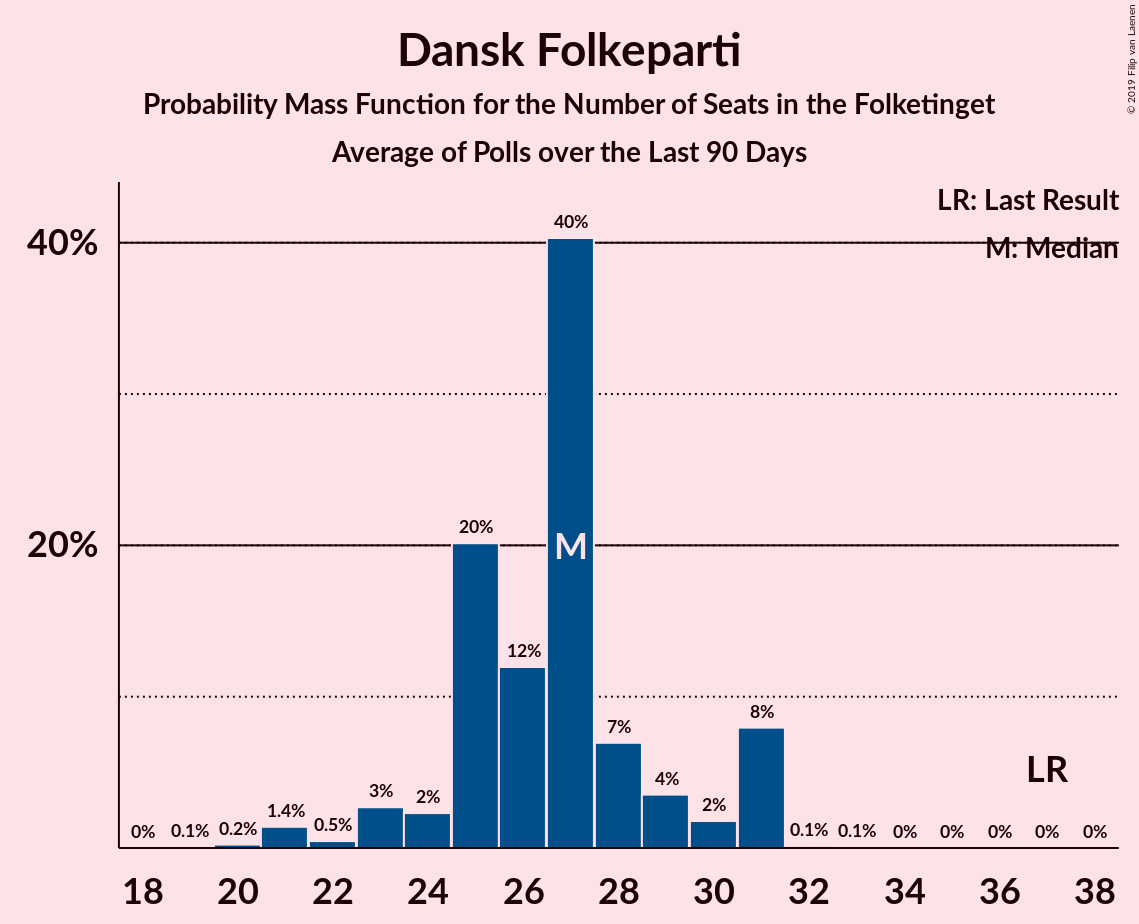 Dansk Folkeparti
Probability Mass Function for the Number of Seats in the Folketinget
Average of Polls over the Last 90 Days
© 2019 Filip van Laenen
LR: Last Result
M: Median
40%
20%
0%
0.1%
0.2%
1.4%
0.5%
3%
2%
20%
12%
40%
M
7%
4%
2%
8%
0.1%
0.1%
0%
0%
0%
0%
0%
LR
18 20 22 24 26 28 30 32 34 36 38